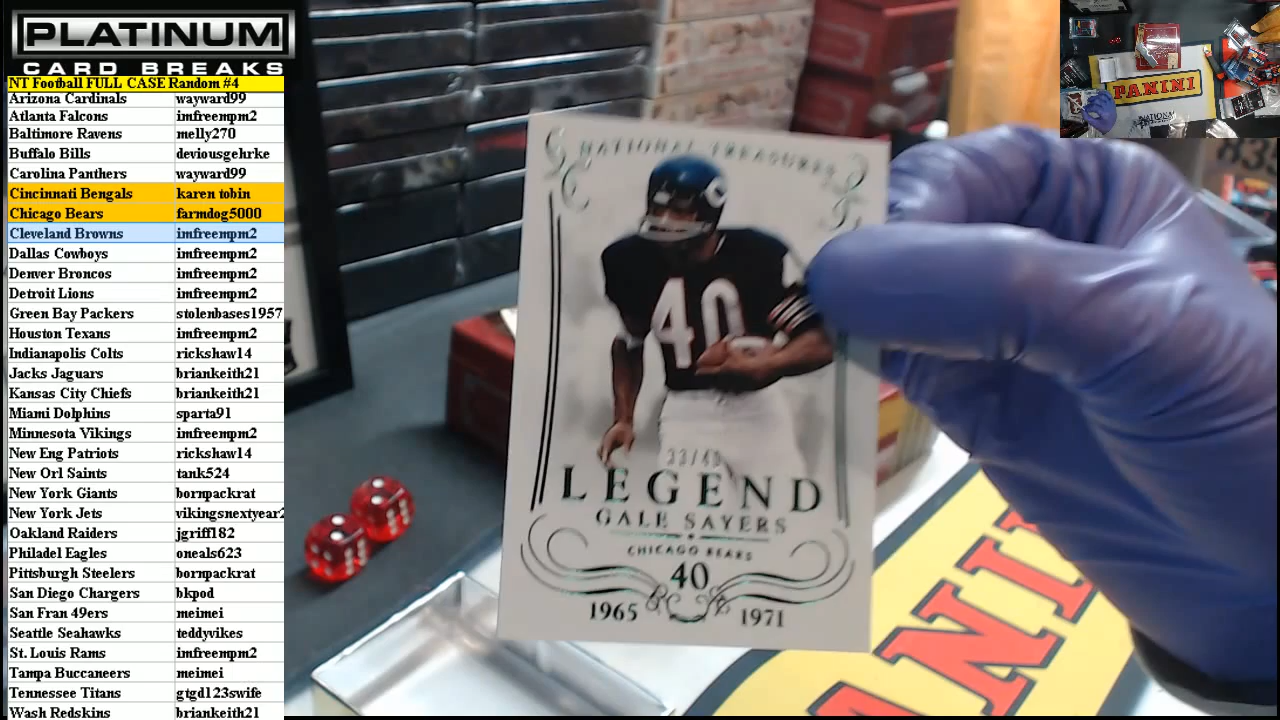 PLATINUM
CARD BREAKS
NT Football FULL CASE Random #4
Arizona Cardinals wayward99
Atlanta Falcons imfreempm2
Baltimore Ravens melly270
Buffalo Bills deviousgehrke
Carolina Panthers wayward99
Cincinnati Bengals karen tobin
Chicago Bears farmdog5000
Cleveland Browns imfreempm2
Dallas Cowboys imfreempm2
Denver Broncos imfreempm2
Detroit Lions imfreempm2
Green Bay Packers stolenbases1957
Houston Texans imfreempm2
Indianapolis Colts rickshaw14
Jacks Jaguars briankeith21
Kansas City Chiefs briankeith21
Miami Dolphins sparta91
Minnesota Vikings imfreempm2
New Eng Patriots rickshaw14
New Orl Saints tank524
New York Giants bornpackrat
New York Jets vikingsnextyear2
Oakland Raiders jgriff182
Philadel Eagles oneals623
Pittsburgh Steelers bornpackrat
San Diego Chargers bkpod
San Fran 49ers meimei
Seattle Seahawks teddyvikes
St. Louis Rams imfreempm2
Tampa Buccaneers meimei
Tennessee Titans gtgd123swife
Wash Redskins briankeith21
NATIONAL TREASURES
C
40
33/40
LEGEND
GALE SAYERS
CHICAGO BEARS
40
1965 1971
PANINI
ANINI